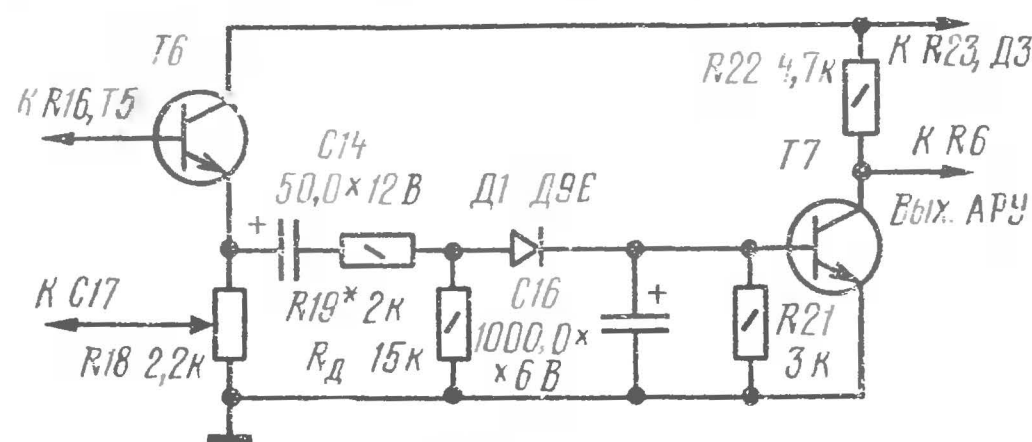 Т6
К R16, Т5
R22 4,7к
К R23, Д3
С14
50,0×12 В
Д1 Д9Е
Т7
К R6
Вых. АРУ
К С17
R18 2,2к
R19* 2к
RД 15к
С16
1000,0×
×6 В
R21
3 к
+
+